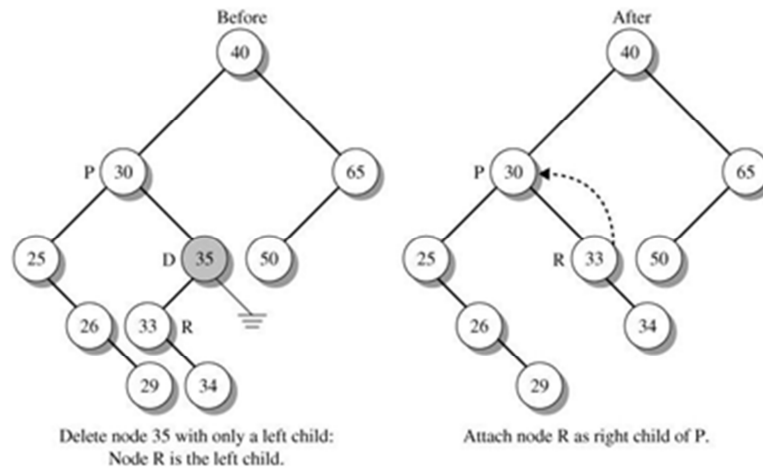 Before
40
P 30
65
25
D 35
50
26
33 R
29
34
Delete node 35 with only a left child:
Node R is the left child.
After
40
P 30
65
25
R 33
50
26
34
29
Attach node R as right child of P.